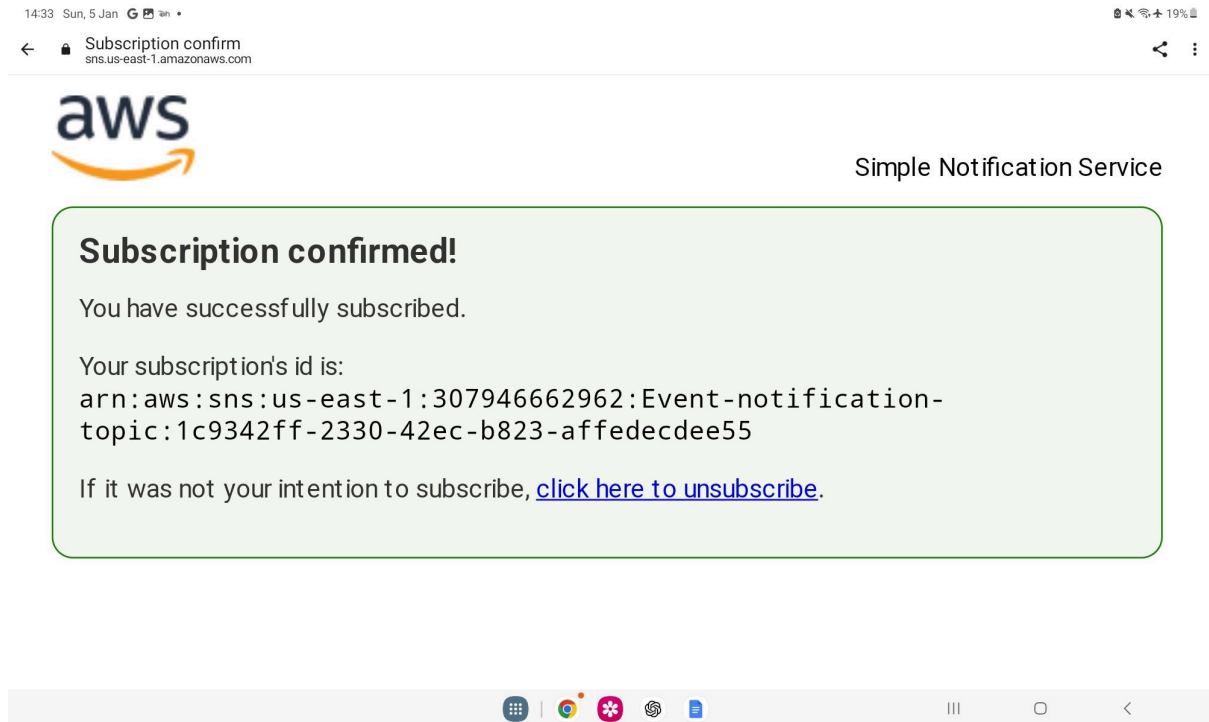 14:33 Sun, 5 Jan
19%
Subscription confirm
sns.us-east-1.amazonaws.com
aws
Simple Notification Service
Subscription confirmed!
You have successfully subscribed.
Your subscription's id is:
arn:aws:sns:us-east-1:307946662962:Event-notification-
topic:1c9342ff-2330-42ec-b823-affedecdee55
If it was not your intention to subscribe, click here to unsubscribe.